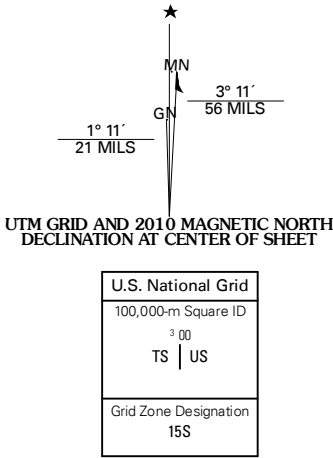 ★
MN
GN
3° 11´
56 MILS
1° 11´
21 MILS
UTM GRID AND 2010 MAGNETIC NORTH
DECLINATION AT CENTER OF SHEET
U.S. National Grid
100,000-m Square ID
3 00
TS US
Grid Zone Designation
15S